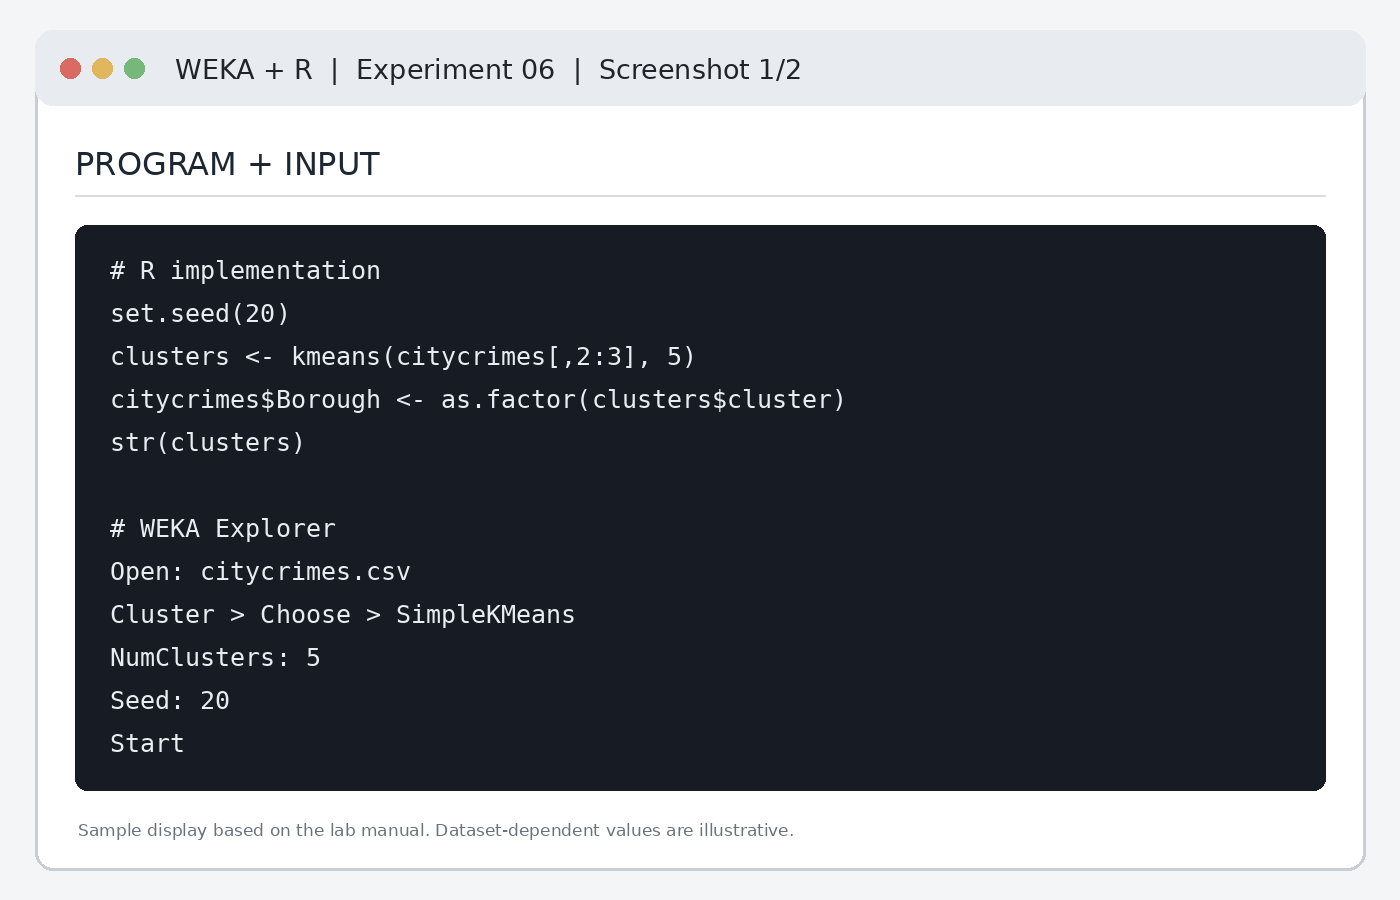 WEKA + R | Experiment 06 | Screenshot 1/2
PROGRAM + INPUT
# R implementation
set.seed(20)
clusters <- kmeans(citycrimes[,2:3], 5)
citycrimes$Borough <- as.factor(clusters$cluster)
str(clusters)
# WEKA Explorer
Open: citycrimes.csv
Cluster > Choose > SimpleKMeans
NumClusters: 5
Seed: 20
Start
Sample display based on the lab manual. Dataset-dependent values are illustrative.